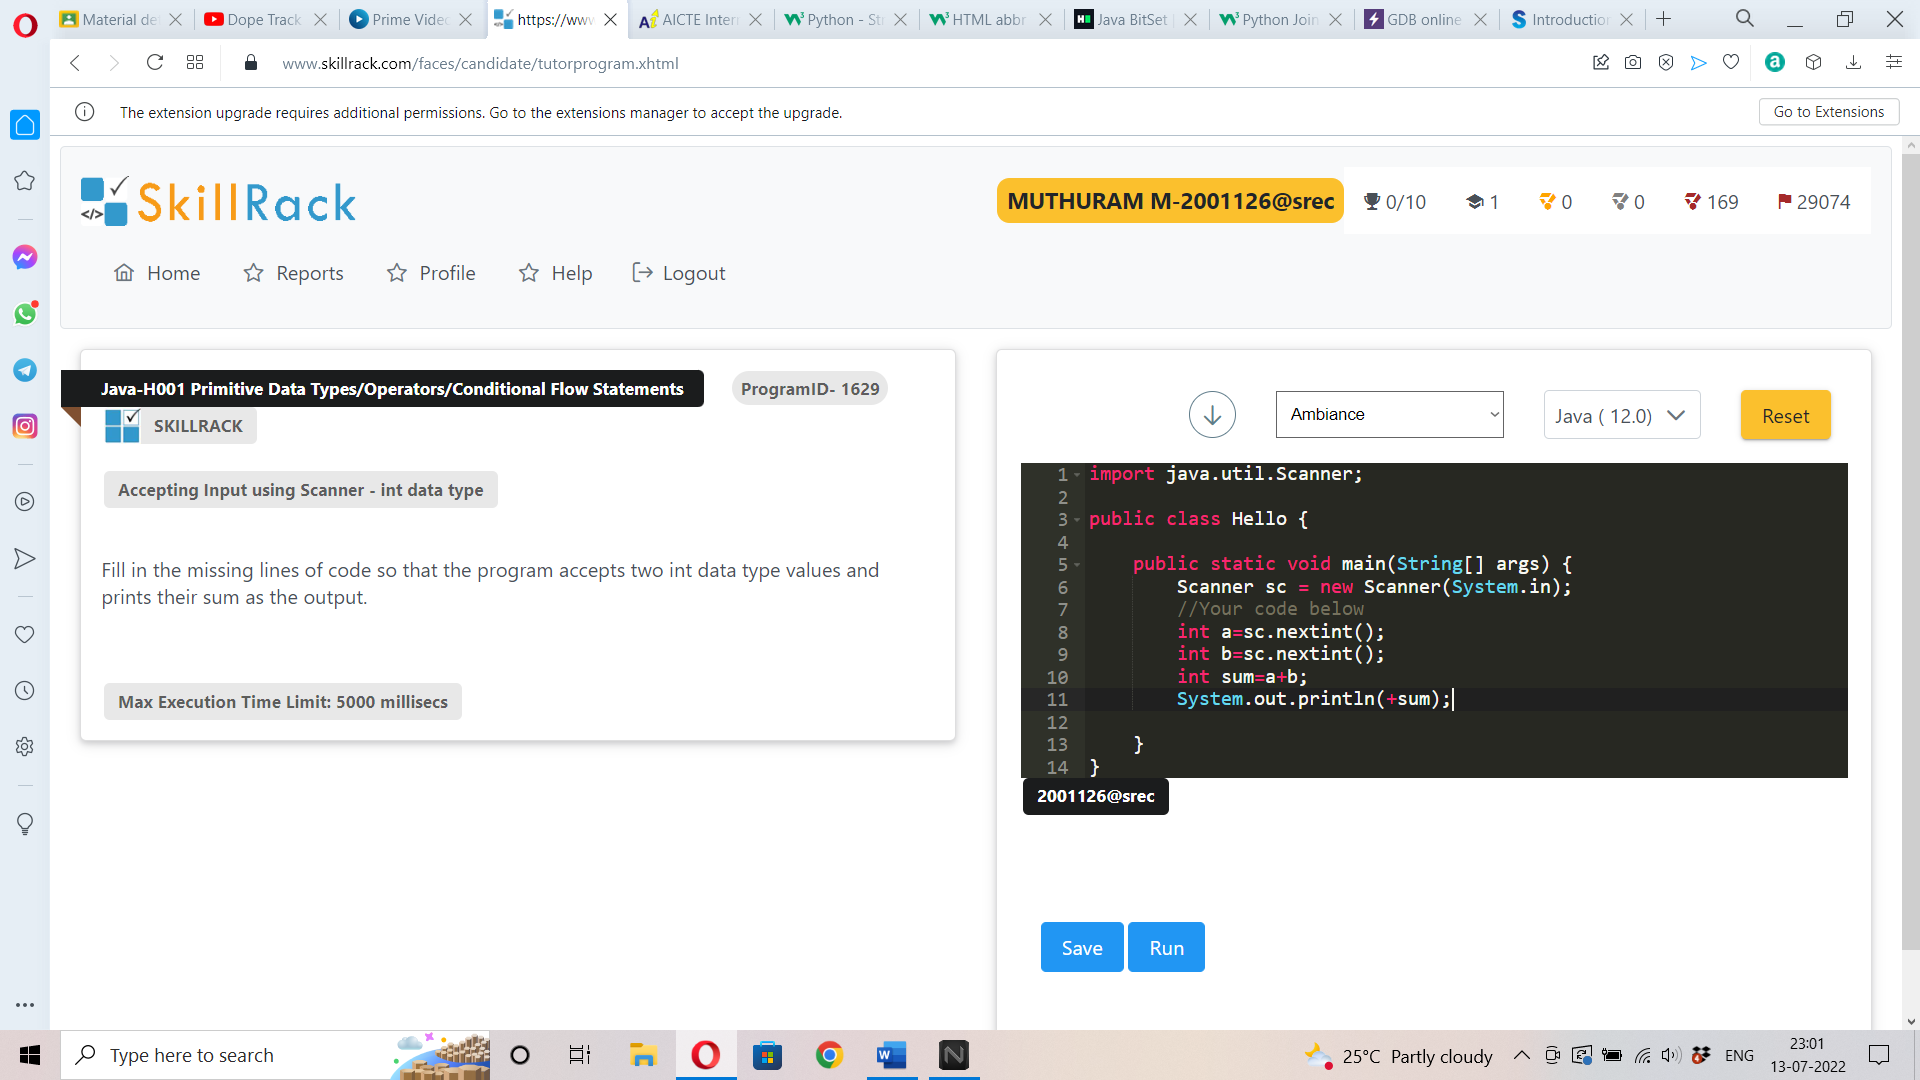 Material de
Dope Track
Prime Video
https://www
AICTE Inter
Python - Str
HTML abbr
Java BitSet
Python Join
GDB online
Introduction
www.skillrack.com/faces/candidate/tutorprogram.xhtml
The extension upgrade requires additional permissions. Go to the extensions manager to accept the upgrade.
Go to Extensions
SkillRack
MUTHURAM M-2001126@srec
0/10
1
0
0
169
29074
Home
Reports
Profile
Help
Logout
Java-H001 Primitive Data Types/Operators/Conditional Flow Statements
ProgramID- 1629
SKILLRACK
Accepting Input using Scanner - int data type
Fill in the missing lines of code so that the program accepts two int data type values and
prints their sum as the output.
Max Execution Time Limit: 5000 millisecs
Ambiance
Java ( 12.0)
Reset
1 import java.util.Scanner;
2
3 public class Hello {
4
5 public static void main(String[] args) {
6 Scanner sc = new Scanner(System.in);
7 //Your code below
8 int a=sc.nextint();
9 int b=sc.nextint();
10 int sum=a+b;
11 System.out.println(+sum);
12
13 }
14 }
2001126@srec
Save
Run
Type here to search
25°C Partly cloudy
ENG
23:01
13-07-2022